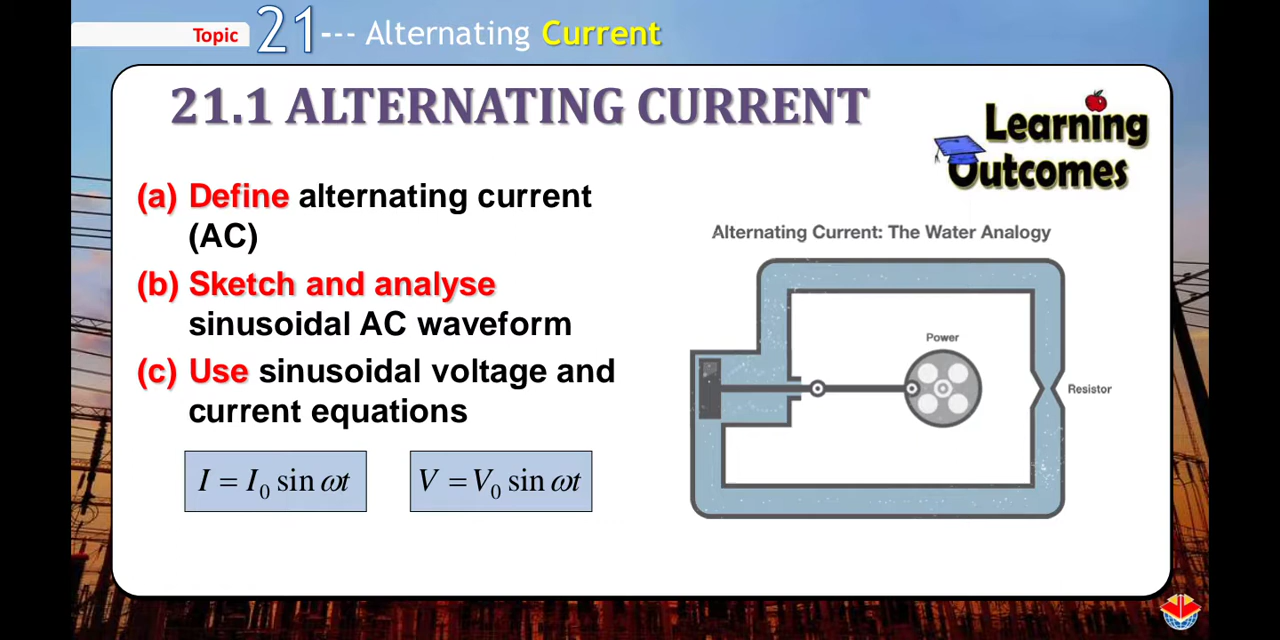 Topic 21--- Alternating Current
21.1 ALTERNATING CURRENT
Learning
Outcomes
(a) Define alternating current
(AC)
(b) Sketch and analyse
sinusoidal AC waveform
(c) Use sinusoidal voltage and
current equations
I = I₀ sin ωt
V = V₀ sin ωt
Alternating Current: The Water Analogy
Power
Resistor